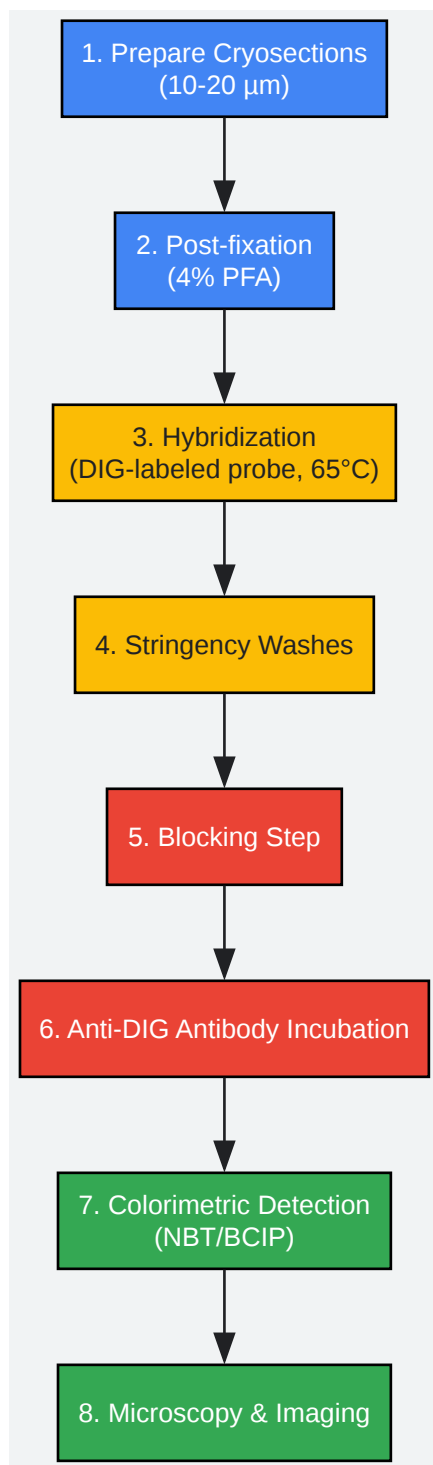 1. Prepare Cryosections
(10-20 µm)
2. Post-fixation
(4% PFA)
3. Hybridization
(DIG-labeled probe, 65°C)
4. Stringency Washes
5. Blocking Step
6. Anti-DIG Antibody Incubation
7. Colorimetric Detection
(NBT/BCIP)
8. Microscopy & Imaging